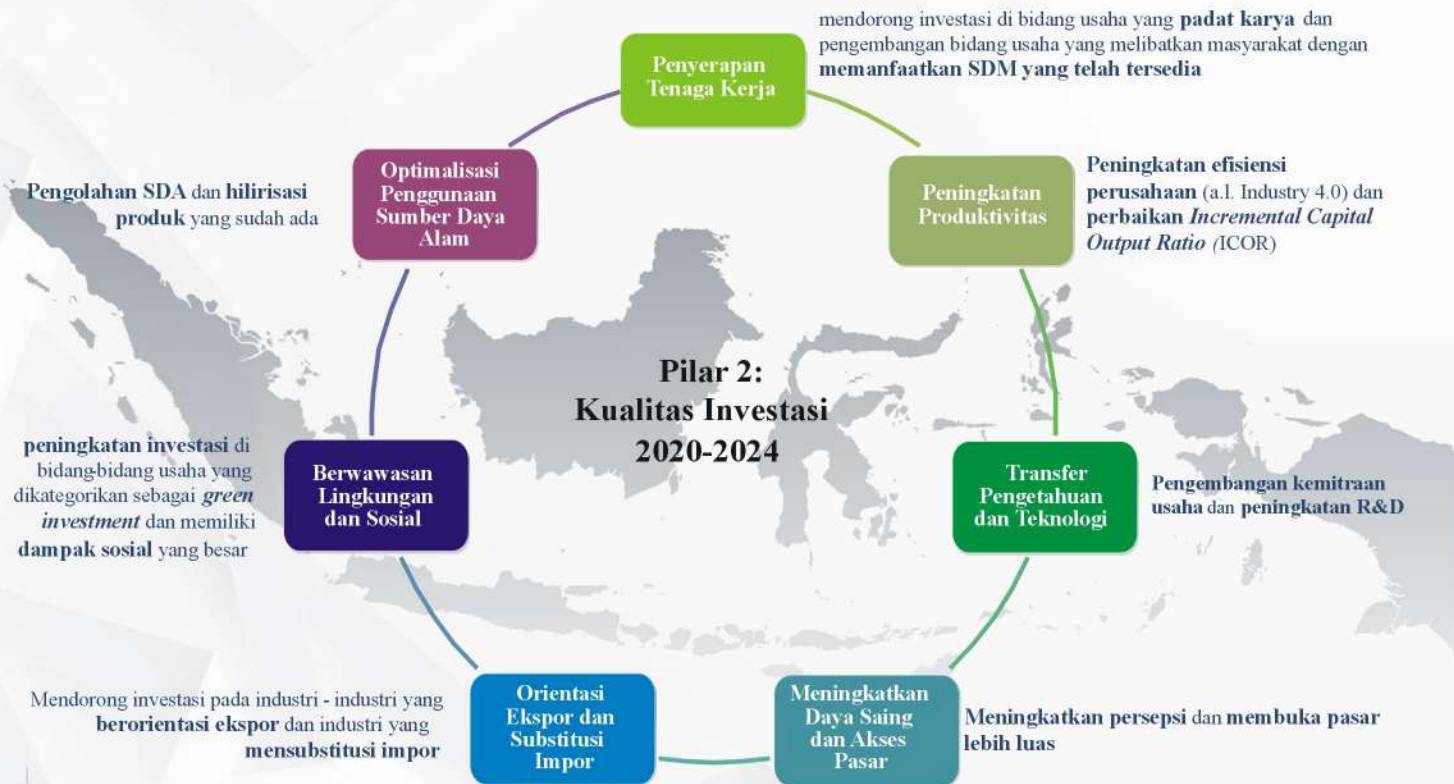 mendorong investasi di bidang usaha yang padat karya dan
pengembangan bidang usaha yang melibatkan masyarakat dengan
memanfaatkan SDM yang telah tersedia
Penyerapan
Tenaga Kerja
Peningkatan efisiensi
perusahaan (a.l. Industry 4.0) dan
perbaikan Incremental Capital
Output Ratio (ICOR)
Peningkatan
Produktivitas
Optimalisasi
Penggunaan
Sumber Daya
Alam
Pengolahan SDA dan hilirisasi
produk yang sudah ada
Pilar 2:
Kualitas Investasi
2020-2024
peningkatan investasi di
bidang-bidang usaha yang
dikategorikan sebagai green
investment dan memiliki
dampak sosial yang besar
Berwawasan
Lingkungan
dan Sosial
Transfer
Pengetahuan
dan Teknologi
Pengembangan kemitraan
usaha dan peningkatan R&D
Mendorong investasi pada industri - industri yang
berorientasi ekspor dan industri yang
mensubstitusi impor
Orientasi
Ekspor dan
Substitusi
Impor
Meningkatkan
Daya Saing
dan Akses
Pasar
Meningkatkan persepsi dan membuka pasar
lebih luas